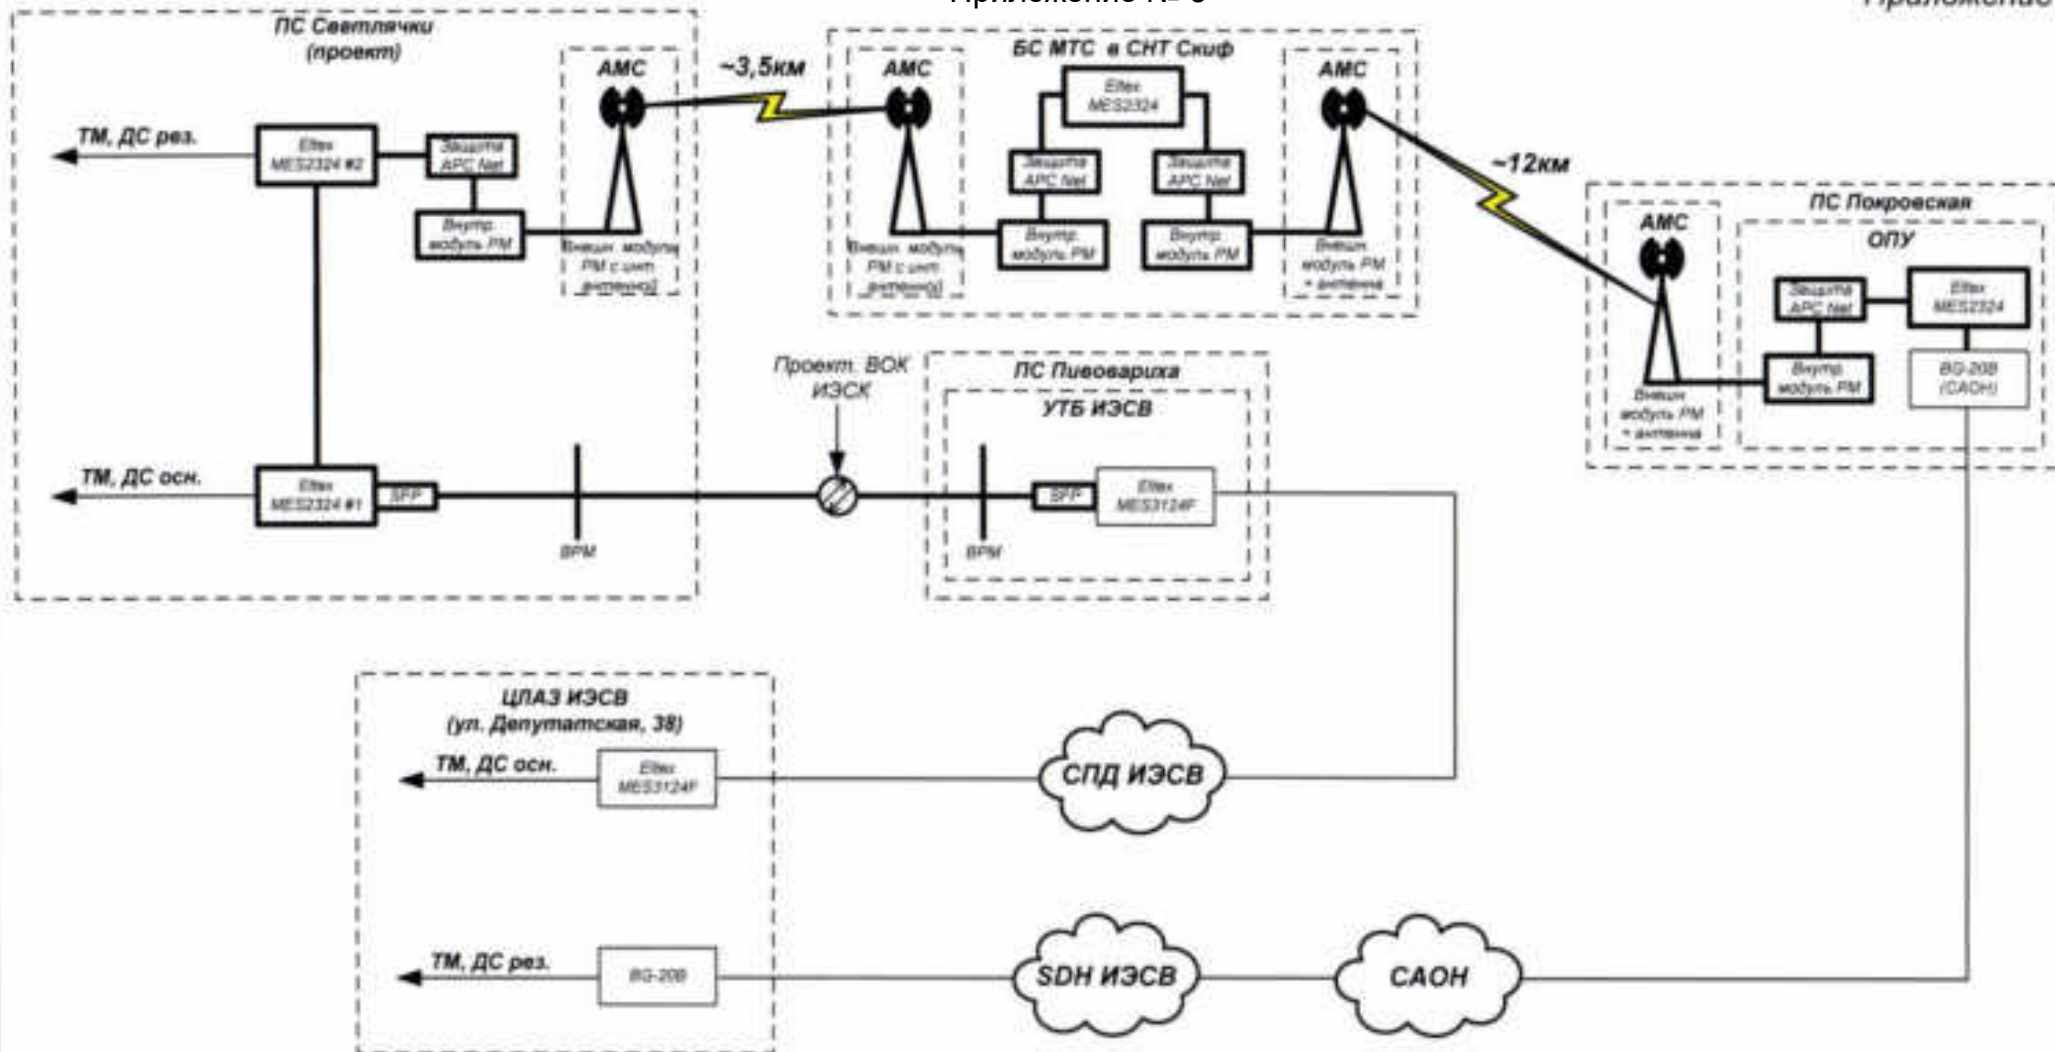 Приложение № 6
Приложение
ПС Светлячки
(проект)
АМС
ТМ, ДС рез.
Eltex
MES2324 #2
Защита
APC Net
Внутр.
модуль РМ
Внешн. модуль
РМ с инт.
антенной
~3,5км
БС МТС в СНТ Скиф
АМС
Eltex
MES2324
АМС
Защита
APC Net
Защита
APC Net
Внутр.
модуль РМ
Внутр.
модуль РМ
Внешн. модуль
РМ с инт.
антенной
Внешн.
модуль РМ
+ антенна
~12км
ПС Покровская
АМС
ОПУ
Защита
APC Net
Eltex
MES2324
Внутр.
модуль РМ
BG-20B
(САОН)
Внешн.
модуль РМ
+ антенна
ТМ, ДС осн.
Eltex
MES2324 #1
SFP
ВРМ
Проект. ВОК
ИЭСК
ПС Пивовариха
УТБ ИЭСВ
ВРМ
SFP
Eltex
MES3124F
ЦЛАЗ ИЭСВ
(ул. Депутатская, 38)
ТМ, ДС осн.
Eltex
MES3124F
СПД ИЭСВ
ТМ, ДС рез.
BG-20B
SDH ИЭСВ
САОН